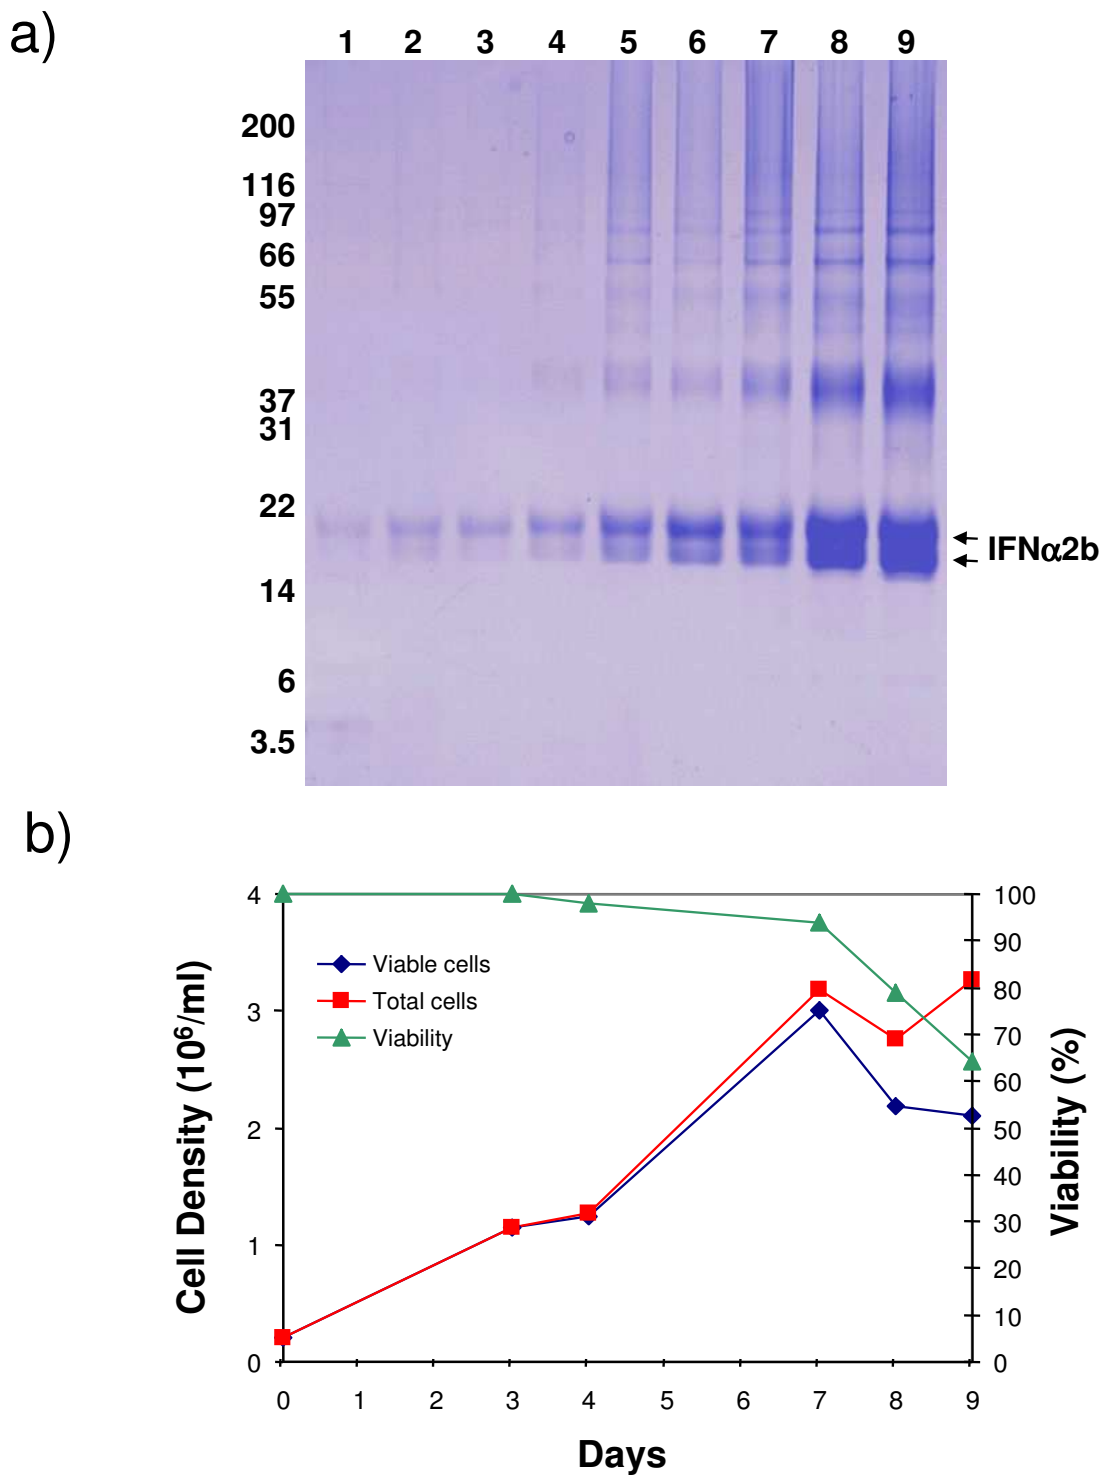 a)
1 2 3 4 5 6 7 8 9
200
116
97
66
55
37
31
22
14
6
3.5
IFNα2b
b)
Cell Density (10⁶/ml)
4
3
2
1
0
Viable cells
Total cells
Viability
100
90
80
70
60
50
40
30
20
10
0
Viability (%)
0 1 2 3 4 5 6 7 8 9
Days